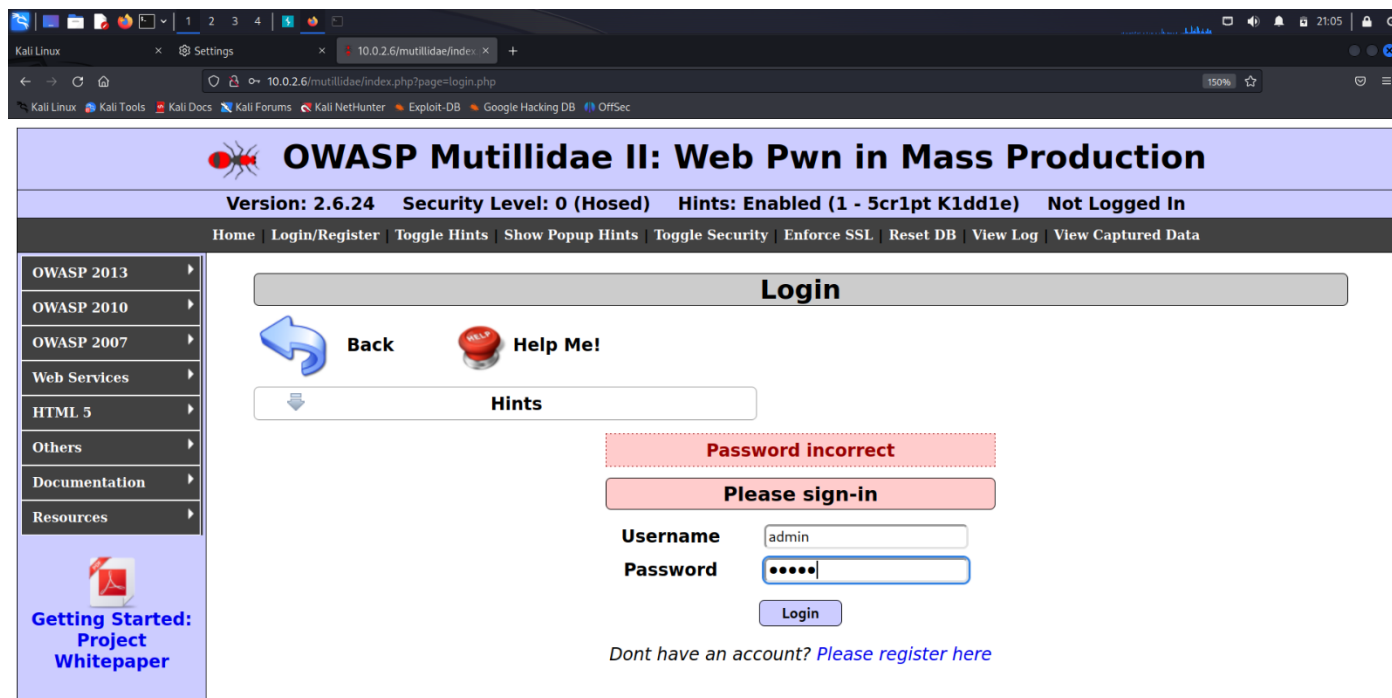 1 2 3 4 21:05
Kali Linux × Settings × 10.0.2.6/mutillidae/index × +
10.0.2.6/mutillidae/index.php?page=login.php 150%
Kali Linux Kali Tools Kali Docs Kali Forums Kali NetHunter Exploit-DB Google Hacking DB OffSec
OWASP Mutillidae II: Web Pwn in Mass Production
Version: 2.6.24 Security Level: 0 (Hosed) Hints: Enabled (1 - 5cr1pt K1dd1e) Not Logged In
Home | Login/Register | Toggle Hints | Show Popup Hints | Toggle Security | Enforce SSL | Reset DB | View Log | View Captured Data
OWASP 2013
OWASP 2010
OWASP 2007
Web Services
HTML 5
Others
Documentation
Resources
Getting Started:
Project
Whitepaper
Login
Back HELP Help Me!
Hints
Password incorrect
Please sign-in
Username admin
Password •••••
Login
Dont have an account? Please register here